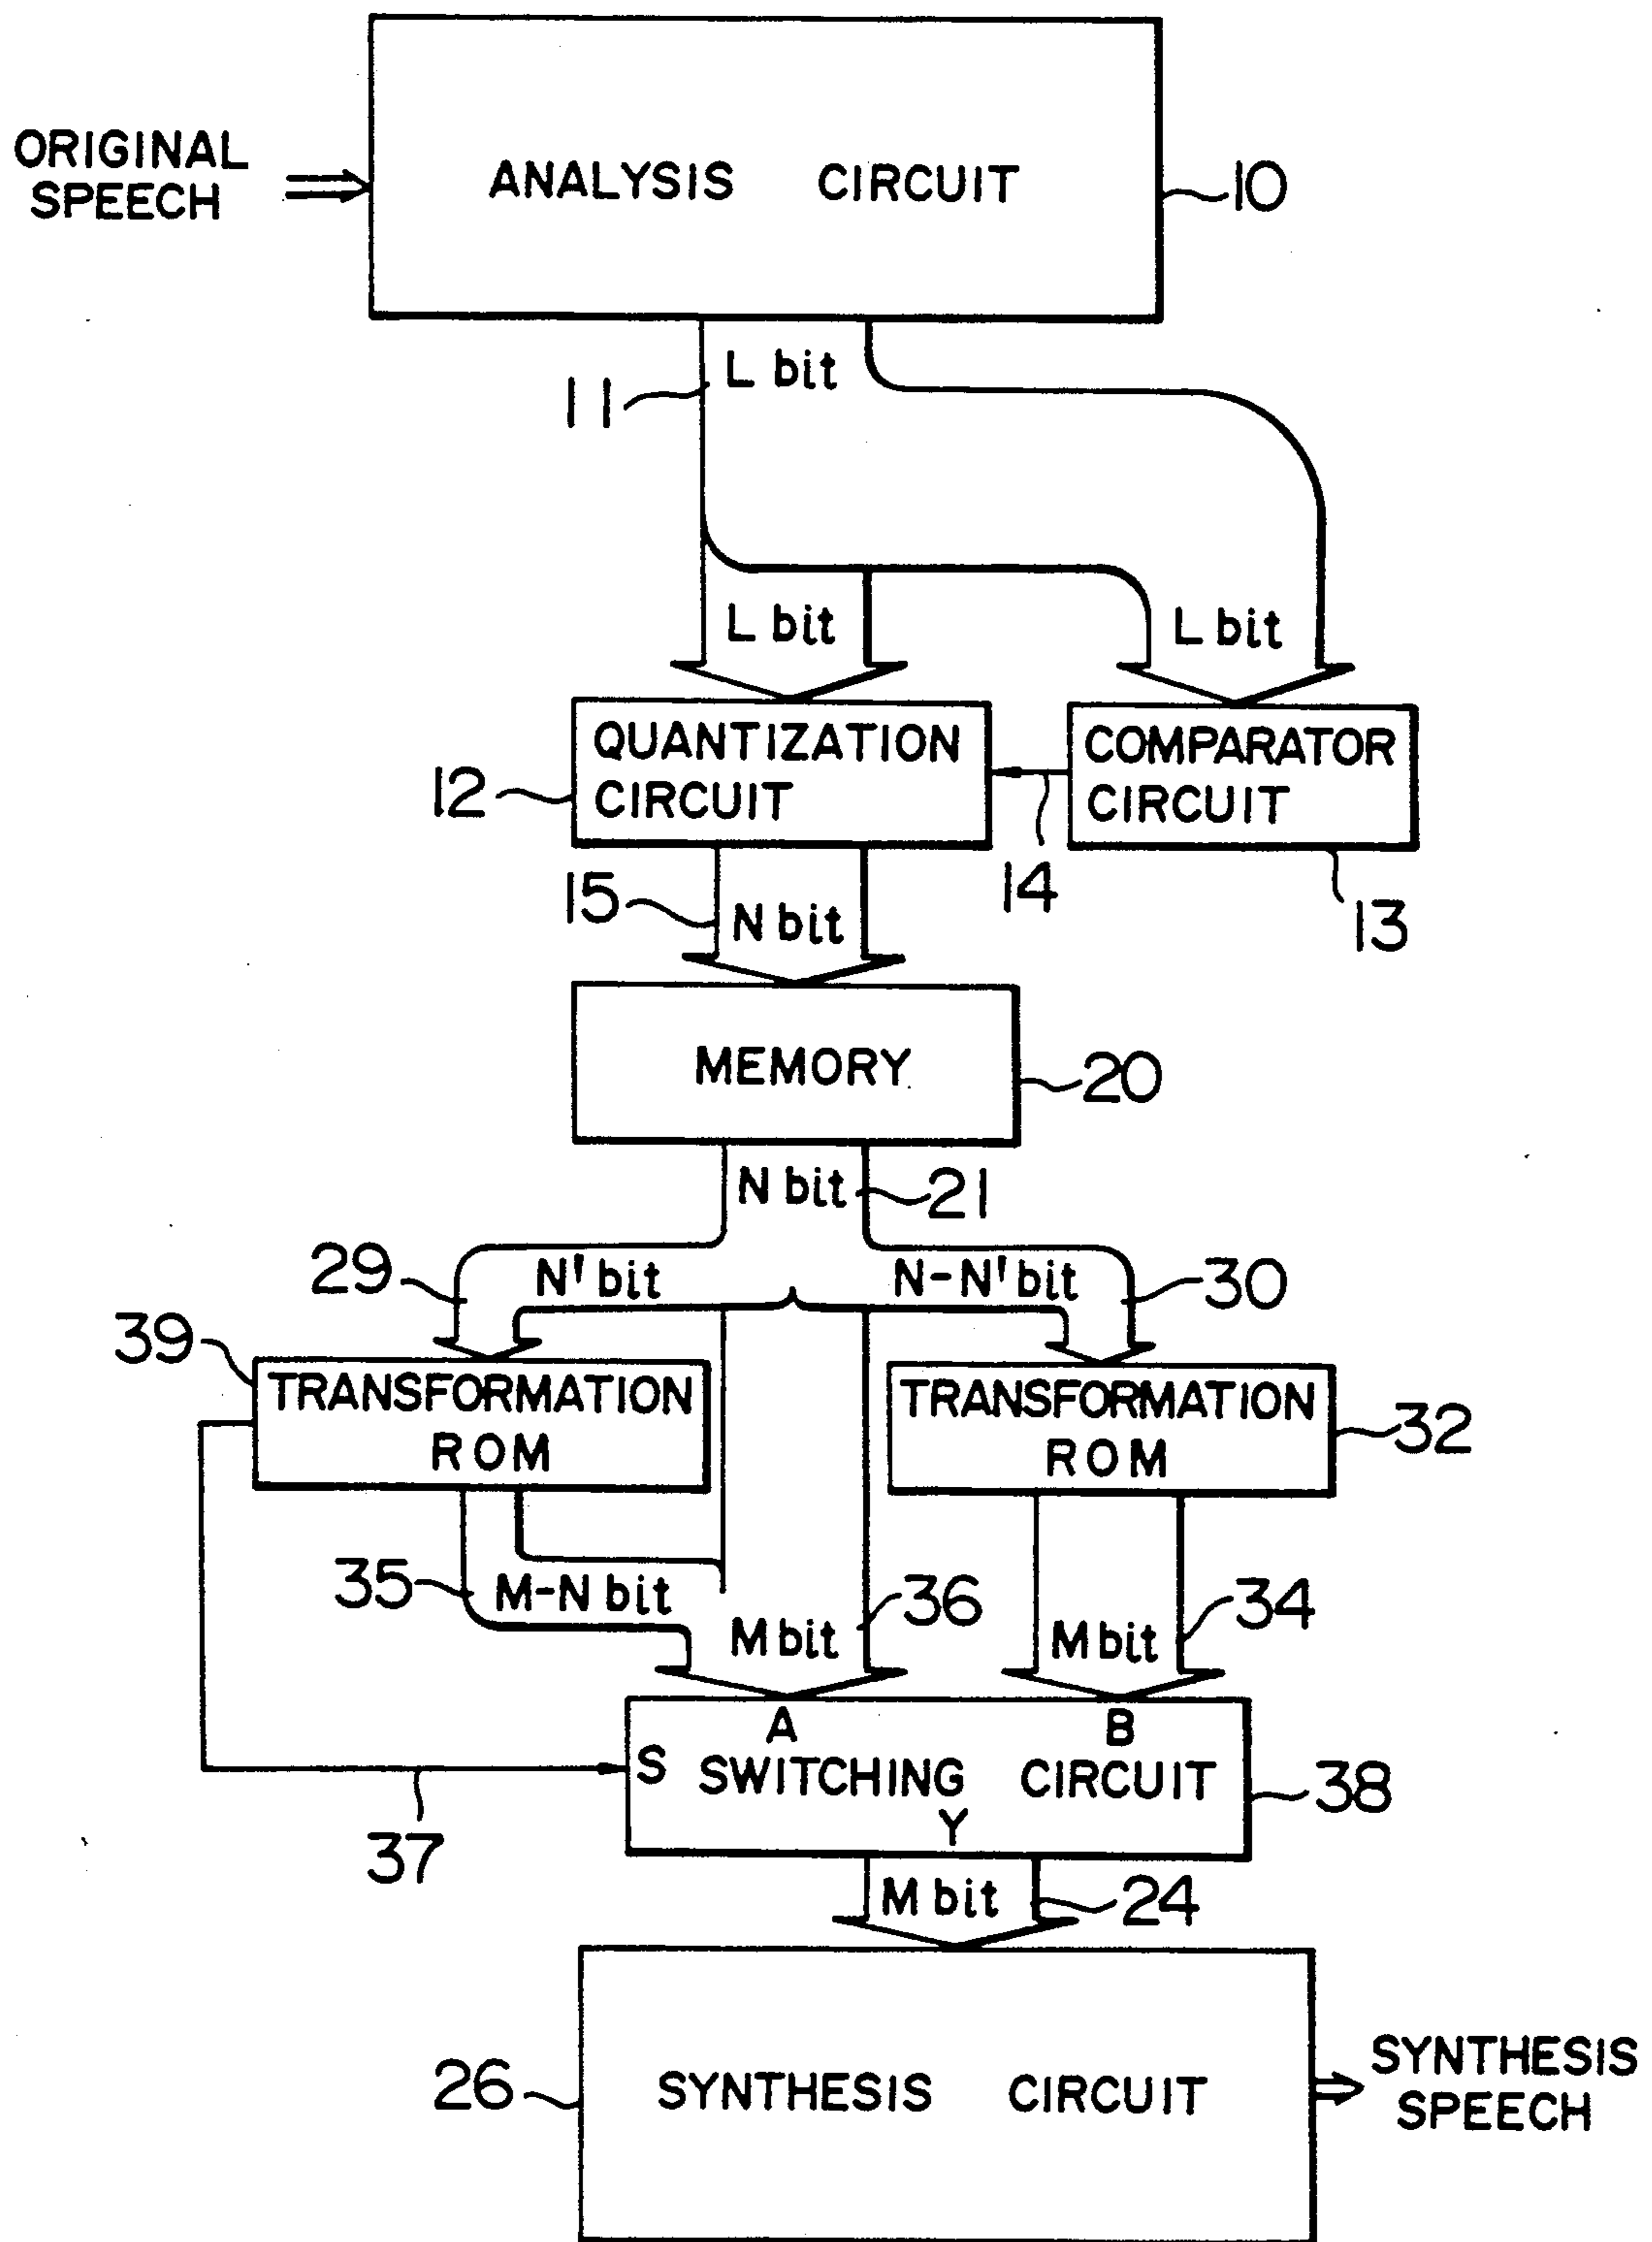 ORIGINAL
SPEECH
ANALYSIS CIRCUIT
10
L bit
11
L bit
L bit
QUANTIZATION
CIRCUIT
12
COMPARATOR
CIRCUIT
14
13
15
N bit
MEMORY
20
N bit
21
29
N' bit
N-N' bit
30
39
TRANSFORMATION
ROM
TRANSFORMATION
ROM
32
35
M-N bit
M bit
36
M bit
34
A
B
S
SWITCHING CIRCUIT
Y
38
37
M bit
24
26
SYNTHESIS CIRCUIT
SYNTHESIS
SPEECH